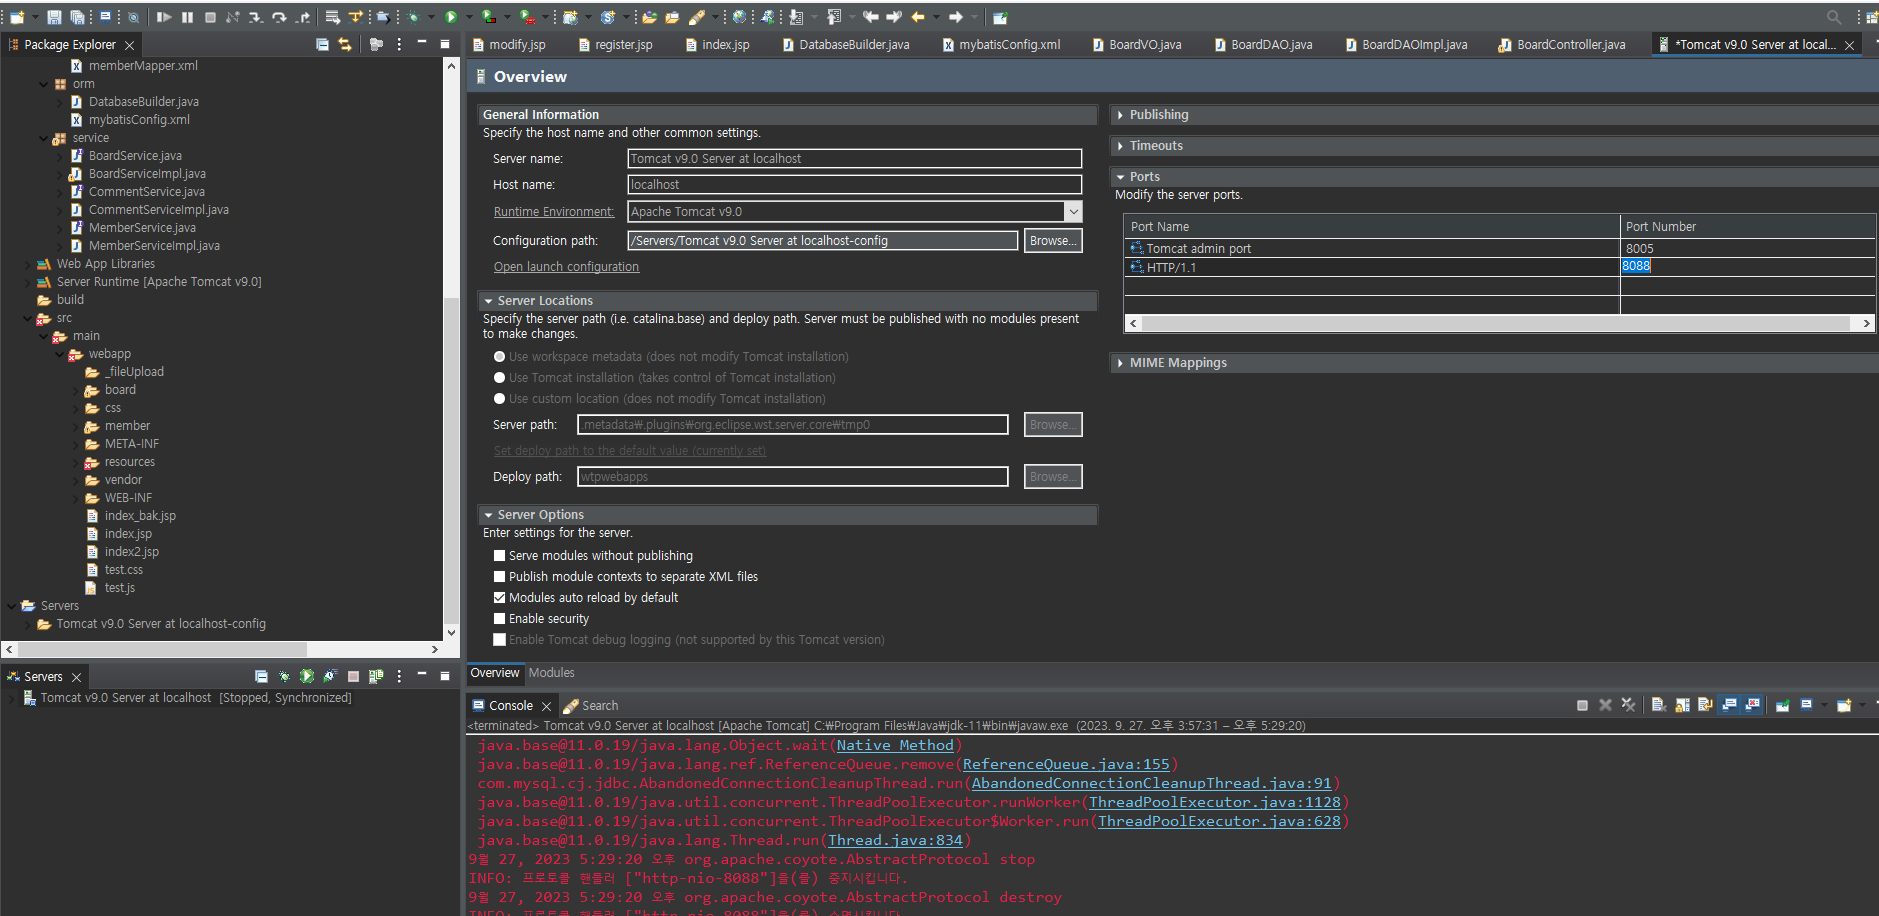 Package Explorer
memberMapper.xml
orm
DatabaseBuilder.java
mybatisConfig.xml
service
BoardService.java
BoardServiceImpl.java
CommentService.java
CommentServiceImpl.java
MemberService.java
MemberServiceImpl.java
Web App Libraries
Server Runtime [Apache Tomcat v9.0]
build
src
main
webapp
_fileUpload
board
css
member
META-INF
resources
vendor
WEB-INF
index_bak.jsp
index.jsp
index2.jsp
test.css
test.js
Servers
Tomcat v9.0 Server at localhost-config
Servers
Tomcat v9.0 Server at localhost [Stopped, Synchronized]
modify.jsp register.jsp index.jsp DatabaseBuilder.java mybatisConfig.xml BoardVO.java BoardDAO.java BoardDAOImpl.java BoardController.java *Tomcat v9.0 Server at local...
Overview
General Information
Specify the host name and other common settings.
Server name: Tomcat v9.0 Server at localhost
Host name: localhost
Runtime Environment: Apache Tomcat v9.0
Configuration path: /Servers/Tomcat v9.0 Server at localhost-config Browse...
Open launch configuration
Server Locations
Specify the server path (i.e. catalina.base) and deploy path. Server must be published with no modules present
to make changes.
Use workspace metadata (does not modify Tomcat installation)
Use Tomcat installation (takes control of Tomcat installation)
Use custom location (does not modify Tomcat installation)
Server path: .metadata₩.plugins₩org.eclipse.wst.server.core₩tmp0 Browse...
Set deploy path to the default value (currently set)
Deploy path: wtpwebapps Browse...
Server Options
Enter settings for the server.
Serve modules without publishing
Publish module contexts to separate XML files
Modules auto reload by default
Enable security
Enable Tomcat debug logging (not supported by this Tomcat version)
Publishing
Timeouts
Ports
Modify the server ports.
Port Name Port Number
Tomcat admin port 8005
HTTP/1.1 8088
MIME Mappings
Overview Modules
Console Search
<terminated> Tomcat v9.0 Server at localhost [Apache Tomcat] C:₩Program Files₩Java₩jdk-11₩bin₩javaw.exe (2023. 9. 27. 오후 3:57:31 – 오후 5:29:20)
java.base@11.0.19/java.lang.Object.wait(Native Method)
java.base@11.0.19/java.lang.ref.ReferenceQueue.remove(ReferenceQueue.java:155)
com.mysql.cj.jdbc.AbandonedConnectionCleanupThread.run(AbandonedConnectionCleanupThread.java:91)
java.base@11.0.19/java.util.concurrent.ThreadPoolExecutor.runWorker(ThreadPoolExecutor.java:1128)
java.base@11.0.19/java.util.concurrent.ThreadPoolExecutor$Worker.run(ThreadPoolExecutor.java:628)
java.base@11.0.19/java.lang.Thread.run(Thread.java:834)
9월 27, 2023 5:29:20 오후 org.apache.coyote.AbstractProtocol stop
INFO: 프로토콜 핸들러 ["http-nio-8088"]을(를) 중지시킵니다.
9월 27, 2023 5:29:20 오후 org.apache.coyote.AbstractProtocol destroy
INFO: 프로토콜 핸들러 ["http-nio-8088"]을(를) 소멸시킵니다.